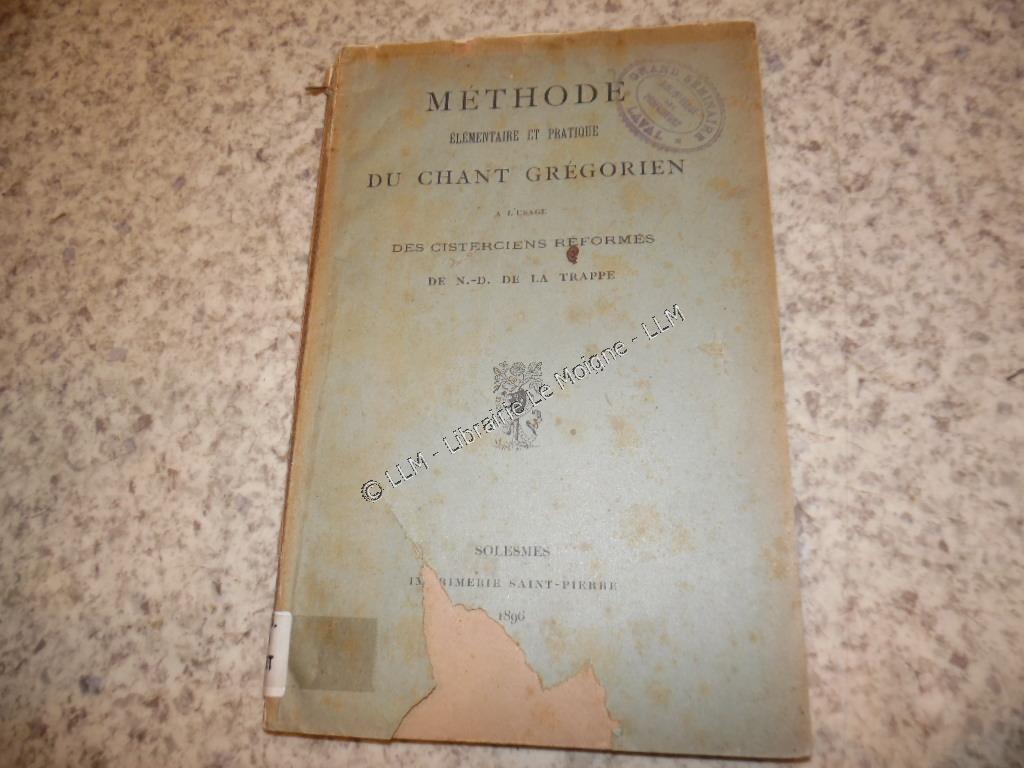 MÉTHODE
ÉLÉMENTAIRE ET PRATIQUE
DU CHANT GRÉGORIEN
A L'USAGE
DES CISTERCIENS RÉFORMÉS
DE N.-D. DE LA TRAPPE
GRAND SÉMINAIRE
LAVAL
© LLM - Librairie Le Moigne - LLM
SOLESMES
IMPRIMERIE SAINT-PIERRE
1896